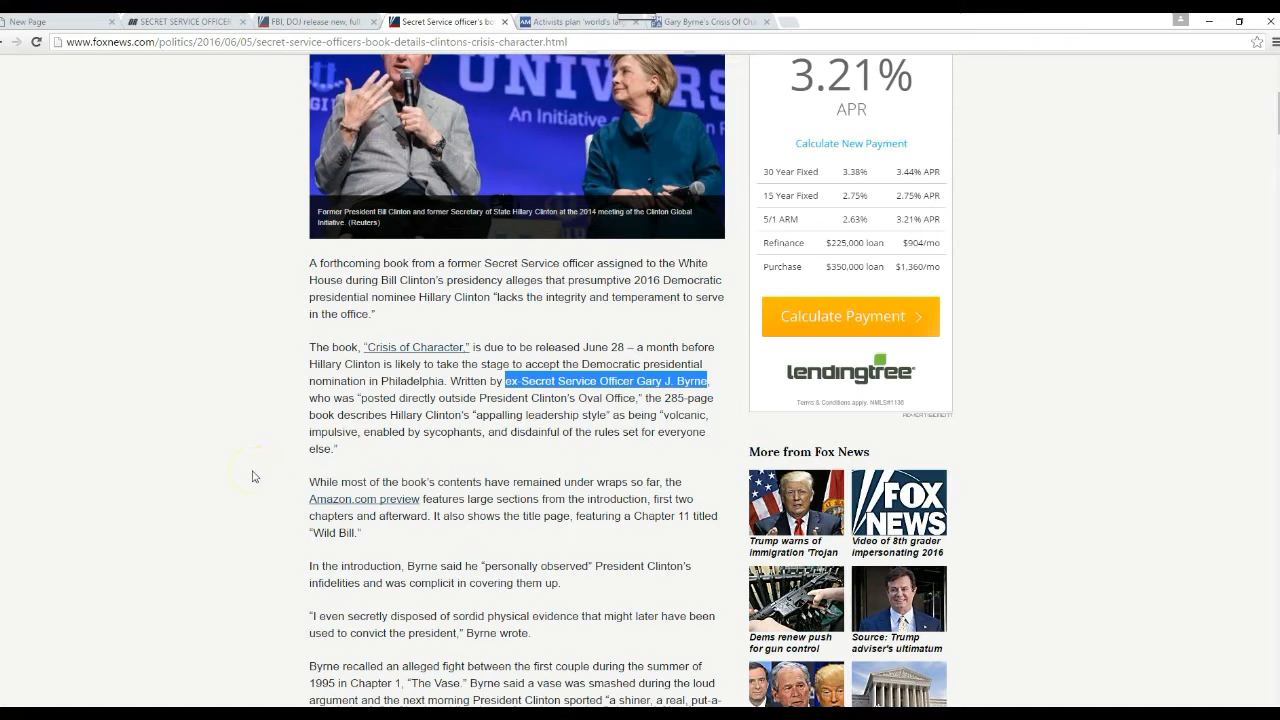 New Page
SECRET SERVICE OFFICER
FBI, DOJ release new, full
Secret Service officer's bo
Activists plan 'world's lar
Gary Byrne's Crisis Of Cha
www.foxnews.com/politics/2016/06/05/secret-service-officers-book-details-clintons-crisis-character.html
UNIVERS
An Initiative of
Former President Bill Clinton and former Secretary of State Hillary Clinton at the 2014 meeting of the Clinton Global
Initiative. (Reuters)
A forthcoming book from a former Secret Service officer assigned to the White
House during Bill Clinton’s presidency alleges that presumptive 2016 Democratic
presidential nominee Hillary Clinton “lacks the integrity and temperament to serve
in the office.”
The book, “Crisis of Character,” is due to be released June 28 – a month before
Hillary Clinton is likely to take the stage to accept the Democratic presidential
nomination in Philadelphia. Written by ex-Secret Service Officer Gary J. Byrne,
who was “posted directly outside President Clinton’s Oval Office,” the 285-page
book describes Hillary Clinton’s “appalling leadership style” as being “volcanic,
impulsive, enabled by sycophants, and disdainful of the rules set for everyone
else.”
While most of the book’s contents have remained under wraps so far, the
Amazon.com preview features large sections from the introduction, first two
chapters and afterward. It also shows the title page, featuring a Chapter 11 titled
“Wild Bill.”
In the introduction, Byrne said he “personally observed” President Clinton’s
infidelities and was complicit in covering them up.
“I even secretly disposed of sordid physical evidence that might later have been
used to convict the president,” Byrne wrote.
Byrne recalled an alleged fight between the first couple during the summer of
1995 in Chapter 1, “The Vase.” Byrne said a vase was smashed during the loud
argument and the next morning President Clinton sported “a shiner, a real, put-a-
3.21%
APR
Calculate New Payment
30 Year Fixed 3.38% 3.44% APR
15 Year Fixed 2.75% 2.75% APR
5/1 ARM 2.63% 3.21% APR
Refinance $225,000 loan $904/mo
Purchase $350,000 loan $1,360/mo
Calculate Payment
lendingtree
Terms & Conditions apply. NMLS#1136
ADVERTISEMENT
More from Fox News
FOX
NEWS
Trump warns of
immigration 'Trojan
Video of 8th grader
impersonating 2016
Dems renew push
for gun control
Source: Trump
adviser's ultimatum